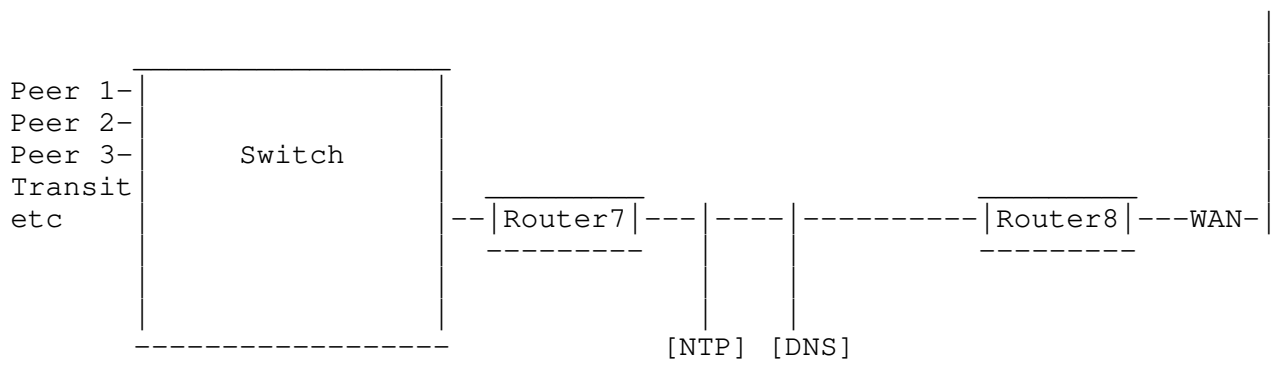 Peer 1-
Peer 2-
Peer 3- Switch
Transit
etc --|Router7|---|----|----------|Router8|---WAN-|
[NTP] [DNS]